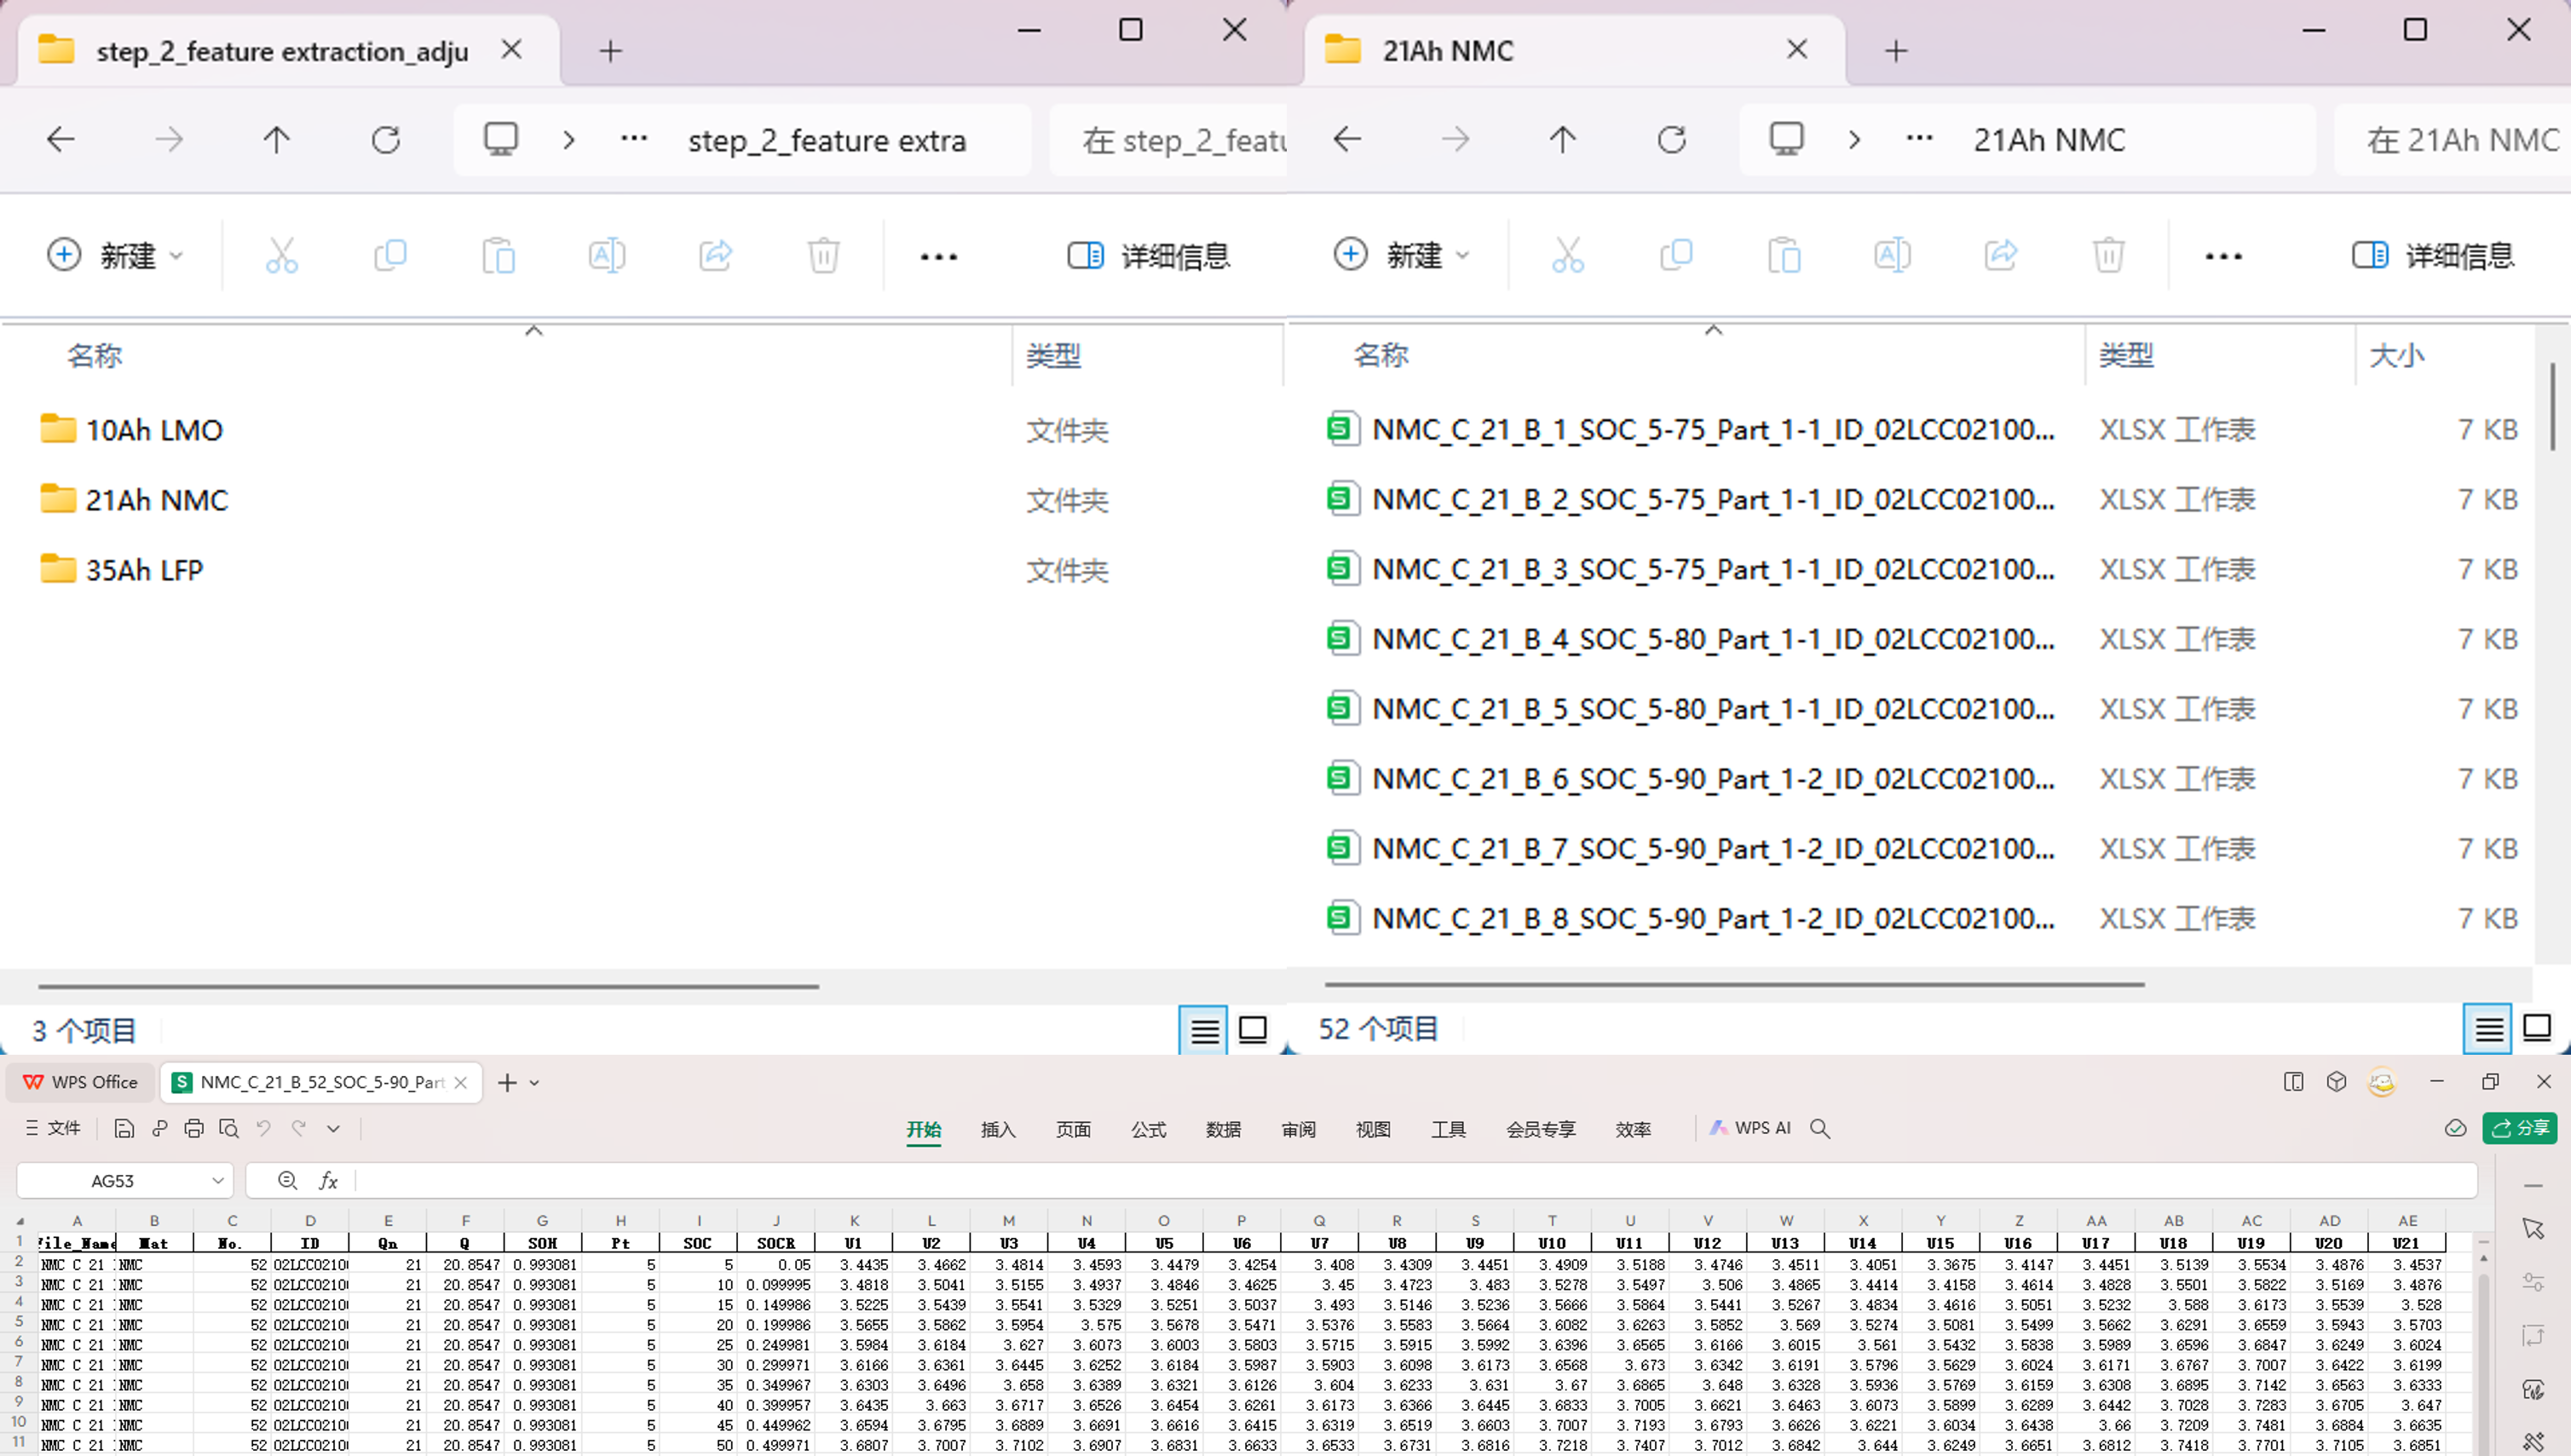 step_2_feature extraction_adju
step_2_feature extra
在 step_2_featu
新建
详细信息
名称
类型
10Ah LMO
文件夹
21Ah NMC
文件夹
35Ah LFP
文件夹
3 个项目
21Ah NMC
21Ah NMC
在 21Ah NMC
新建
详细信息
名称
类型
大小
NMC_C_21_B_1_SOC_5-75_Part_1-1_ID_02LCC02100... XLSX 工作表 7 KB
NMC_C_21_B_2_SOC_5-75_Part_1-1_ID_02LCC02100... XLSX 工作表 7 KB
NMC_C_21_B_3_SOC_5-75_Part_1-1_ID_02LCC02100... XLSX 工作表 7 KB
NMC_C_21_B_4_SOC_5-80_Part_1-1_ID_02LCC02100... XLSX 工作表 7 KB
NMC_C_21_B_5_SOC_5-80_Part_1-1_ID_02LCC02100... XLSX 工作表 7 KB
NMC_C_21_B_6_SOC_5-90_Part_1-2_ID_02LCC02100... XLSX 工作表 7 KB
NMC_C_21_B_7_SOC_5-90_Part_1-2_ID_02LCC02100... XLSX 工作表 7 KB
NMC_C_21_B_8_SOC_5-90_Part_1-2_ID_02LCC02100... XLSX 工作表 7 KB
52 个项目
WPS Office NMC_C_21_B_52_SOC_5-90_Part
文件 开始 插入 页面 公式 数据 审阅 视图 工具 会员专享 效率 WPS AI 分享
AG53 fx
A B C D E F G H I J K L M N O P Q R S T U V W X Y Z AA AB AC AD AE
1 File_Name Mat No. ID Qn Q SOH Pt SOC SOCR U1 U2 U3 U4 U5 U6 U7 U8 U9 U10 U11 U12 U13 U14 U15 U16 U17 U18 U19 U20 U21
2 NMC_C_21 NMC 52 02LCC0210 21 20.8547 0.993081 5 5 0.05 3.4435 3.4662 3.4814 3.4593 3.4479 3.4254 3.408 3.4309 3.4451 3.4909 3.5188 3.4746 3.4511 3.4051 3.3675 3.4147 3.4451 3.5139 3.5534 3.4876 3.4537
3 NMC_C_21 NMC 52 02LCC0210 21 20.8547 0.993081 5 10 0.099995 3.4818 3.5041 3.5155 3.4937 3.4846 3.4625 3.45 3.4723 3.483 3.5278 3.5497 3.506 3.4865 3.4414 3.4158 3.4614 3.4828 3.5501 3.5822 3.5169 3.4876
4 NMC_C_21 NMC 52 02LCC0210 21 20.8547 0.993081 5 15 0.149986 3.5225 3.5439 3.5541 3.5329 3.5251 3.5037 3.493 3.5146 3.5236 3.5666 3.5864 3.5441 3.5267 3.4834 3.4616 3.5051 3.5232 3.588 3.6173 3.5539 3.528
5 NMC_C_21 NMC 52 02LCC0210 21 20.8547 0.993081 5 20 0.199986 3.5655 3.5862 3.5954 3.575 3.5678 3.5471 3.5376 3.5583 3.5664 3.6082 3.6263 3.5852 3.569 3.5274 3.5081 3.5499 3.5662 3.6291 3.6559 3.5943 3.5703
6 NMC_C_21 NMC 52 02LCC0210 21 20.8547 0.993081 5 25 0.249981 3.5984 3.6184 3.627 3.6073 3.6003 3.5803 3.5715 3.5915 3.5992 3.6396 3.6565 3.6166 3.6015 3.561 3.5432 3.5838 3.5989 3.6596 3.6847 3.6249 3.6024
7 NMC_C_21 NMC 52 02LCC0210 21 20.8547 0.993081 5 30 0.299971 3.6166 3.6361 3.6445 3.6252 3.6184 3.5987 3.5903 3.6098 3.6173 3.6568 3.673 3.6342 3.6191 3.5796 3.5629 3.6024 3.6171 3.6767 3.7007 3.6422 3.6199
8 NMC_C_21 NMC 52 02LCC0210 21 20.8547 0.993081 5 35 0.349967 3.6303 3.6496 3.658 3.6389 3.6321 3.6126 3.604 3.6233 3.631 3.67 3.6865 3.648 3.6328 3.5936 3.5769 3.6159 3.6308 3.6895 3.7142 3.6563 3.6333
9 NMC_C_21 NMC 52 02LCC0210 21 20.8547 0.993081 5 40 0.399957 3.6435 3.663 3.6717 3.6526 3.6454 3.6261 3.6173 3.6366 3.6445 3.6833 3.7005 3.6621 3.6463 3.6073 3.5899 3.6289 3.6442 3.7028 3.7283 3.6705 3.647
10 NMC_C_21 NMC 52 02LCC0210 21 20.8547 0.993081 5 45 0.449962 3.6594 3.6795 3.6889 3.6691 3.6616 3.6415 3.6319 3.6519 3.6603 3.7007 3.7193 3.6793 3.6626 3.6221 3.6034 3.6438 3.66 3.7209 3.7481 3.6884 3.6635
11 NMC_C_21 NMC 52 02LCC0210 21 20.8547 0.993081 5 50 0.499971 3.6807 3.7007 3.7102 3.6907 3.6831 3.6633 3.6533 3.6731 3.6816 3.7218 3.7407 3.7012 3.6842 3.644 3.6249 3.6651 3.6812 3.7418 3.7701 3.7105 3.6851